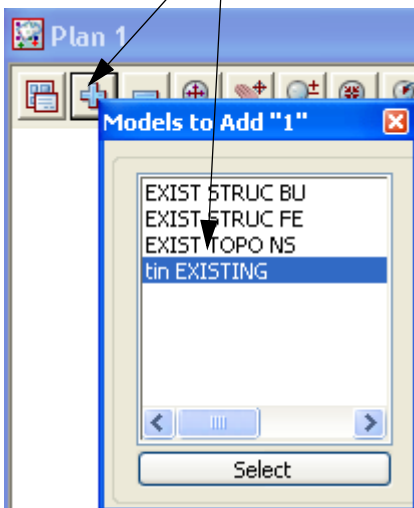 Plan 1
Models to Add "1"
EXIST STRUC BU
EXIST STRUC FE
EXIST TOPO NS
tin EXISTING
Select